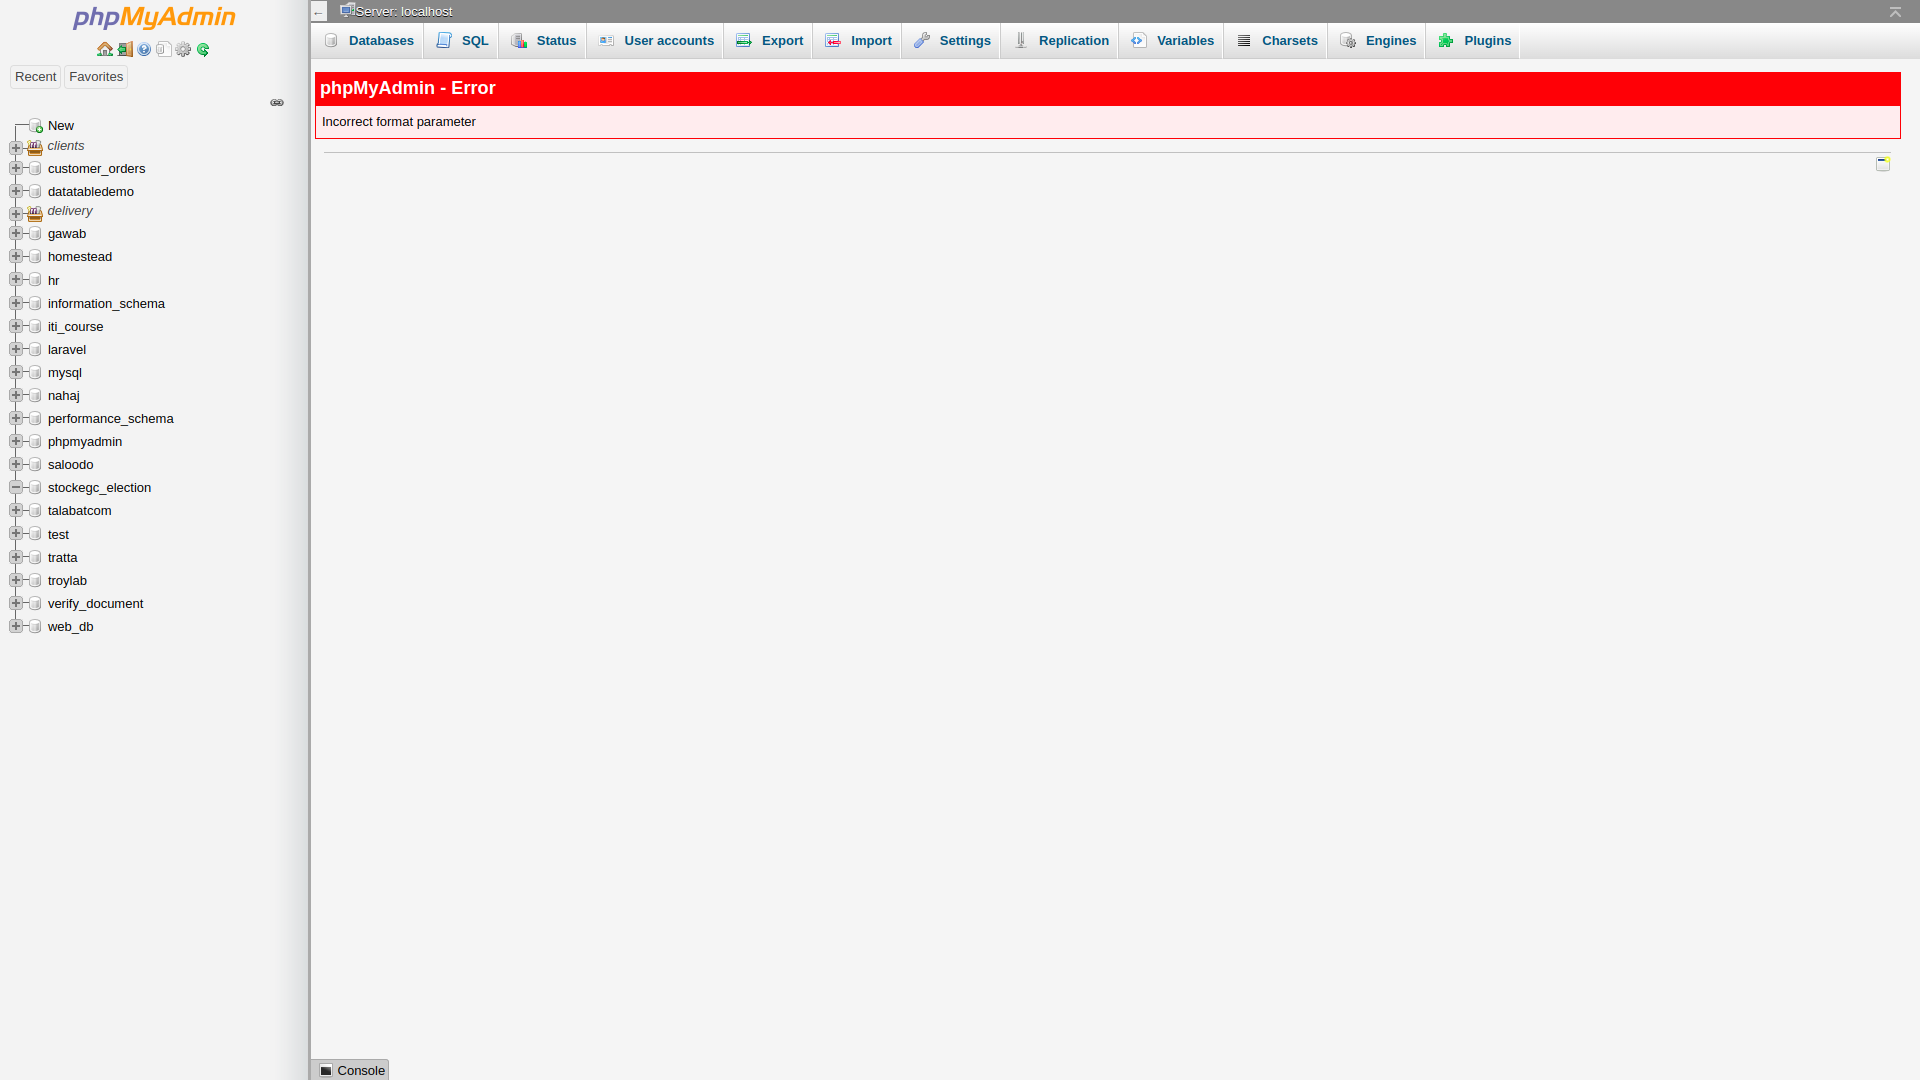 phpMyAdmin
Recent
Favorites
New
clients
customer_orders
datatabledemo
delivery
gawab
homestead
hr
information_schema
iti_course
laravel
mysql
nahaj
performance_schema
phpmyadmin
saloodo
stockegc_election
talabatcom
test
tratta
troylab
verify_document
web_db
Server: localhost
Databases
SQL
Status
User accounts
Export
Import
Settings
Replication
Variables
Charsets
Engines
Plugins
phpMyAdmin - Error
Incorrect format parameter
Console